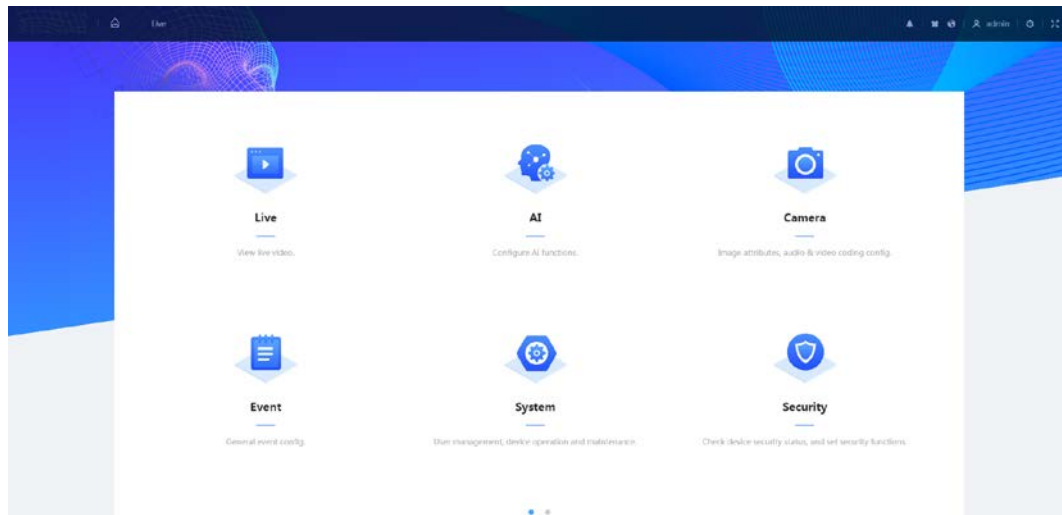 Live
admin
Live
AI
Camera
View live video.
Configure AI functions.
Image attributes, audio & video coding config.
Event
System
Security
General event config.
User management, device operation and maintenance
Check device security status, and set security functions.